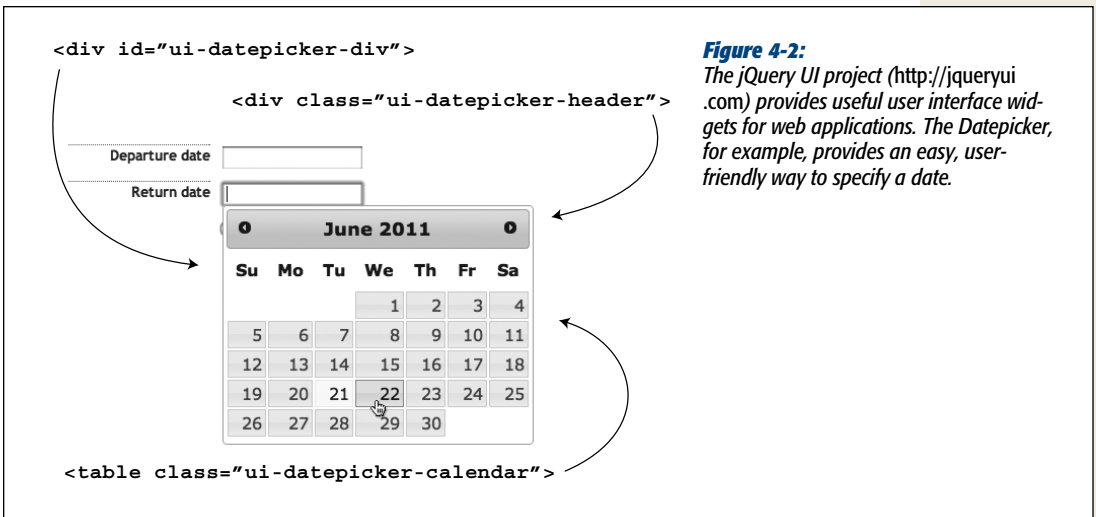 <div id="ui-datepicker-div">
<div class="ui-datepicker-header">
Departure date
Return date
June 2011
Su Mo Tu We Th Fr Sa
1 2 3 4
5 6 7 8 9 10 11
12 13 14 15 16 17 18
19 20 21 22 23 24 25
26 27 28 29 30
<table class="ui-datepicker-calendar">
Figure 4-2:
The jQuery UI project (http://jqueryui
.com) provides useful user interface wid-
gets for web applications. The Datepicker,
for example, provides an easy, user-
friendly way to specify a date.